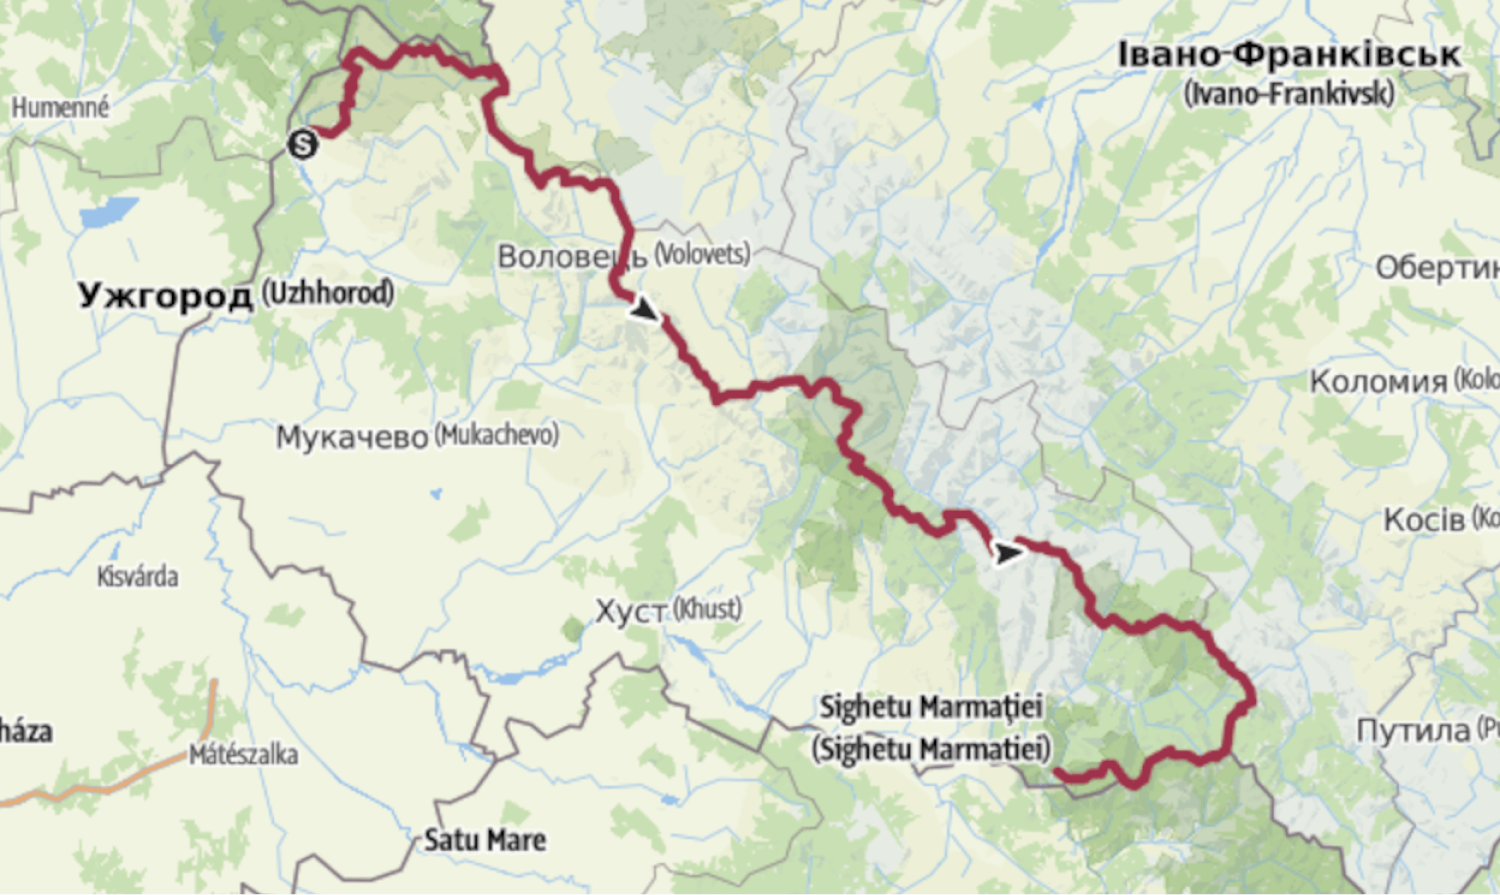 Івано-Франківськ
(Ivano-Frankivsk)
Humenné
S
Воловець (Volovets)
Ужгород (Uzhhorod)
Обертин
Коломия (Kolo
Мукачево (Mukachevo)
Косів (Ko
Kisvárda
Хуст (Khust)
Sighetu Marmației
(Sighetu Marmatiei)
háza
Путила (Pu
Mátészalka
Satu Mare